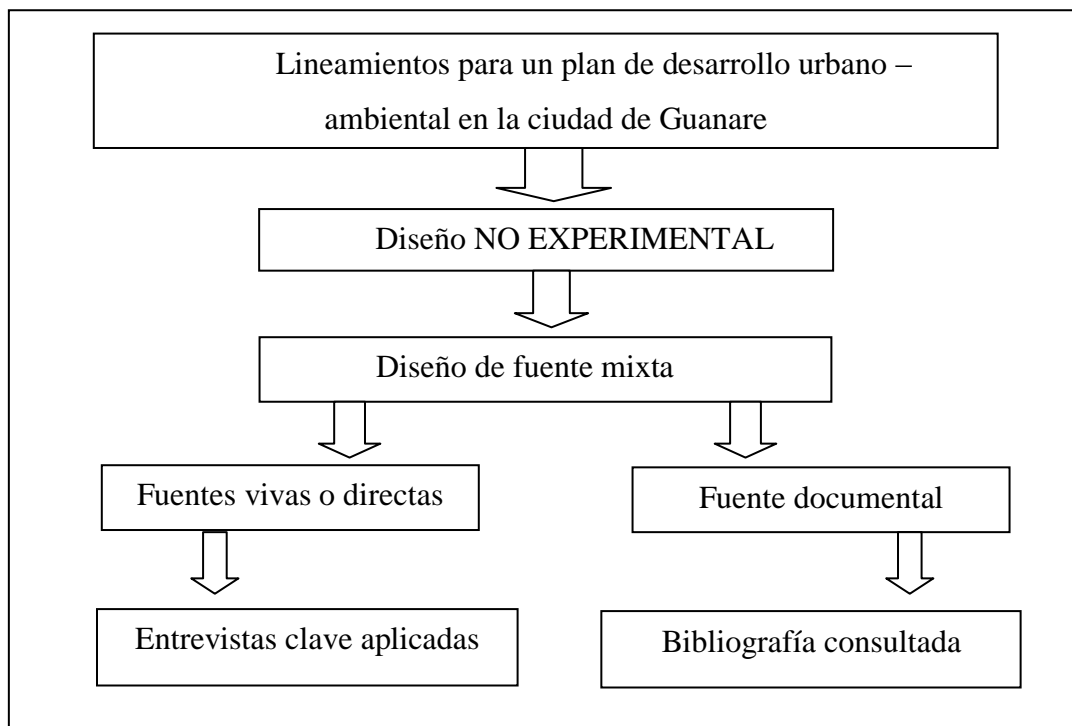 Lineamientos para un plan de desarrollo urbano –
ambiental en la ciudad de Guanare
Diseño NO EXPERIMENTAL
Diseño de fuente mixta
Fuentes vivas o directas
Fuente documental
Entrevistas clave aplicadas
Bibliografía consultada